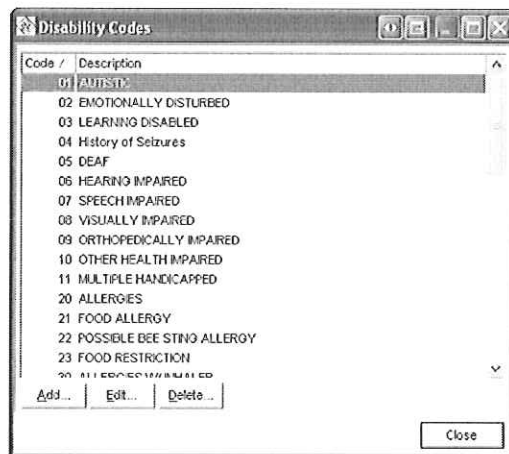 Disability Codes
Code / Description
01 AUTISTIC
02 EMOTIONALLY DISTURBED
03 LEARNING DISABLED
04 History of Seizures
05 DEAF
06 HEARING IMPAIRED
07 SPEECH IMPAIRED
08 VISUALLY IMPAIRED
09 ORTHOPEDICALLY IMPAIRED
10 OTHER HEALTH IMPAIRED
11 MULTIPLE HANDICAPPED
20 ALLERGIES
21 FOOD ALLERGY
22 POSSIBLE BEE STING ALLERGY
23 FOOD RESTRICTION
ALLERGIES W/INHALER
Add... Edit... Delete...
Close